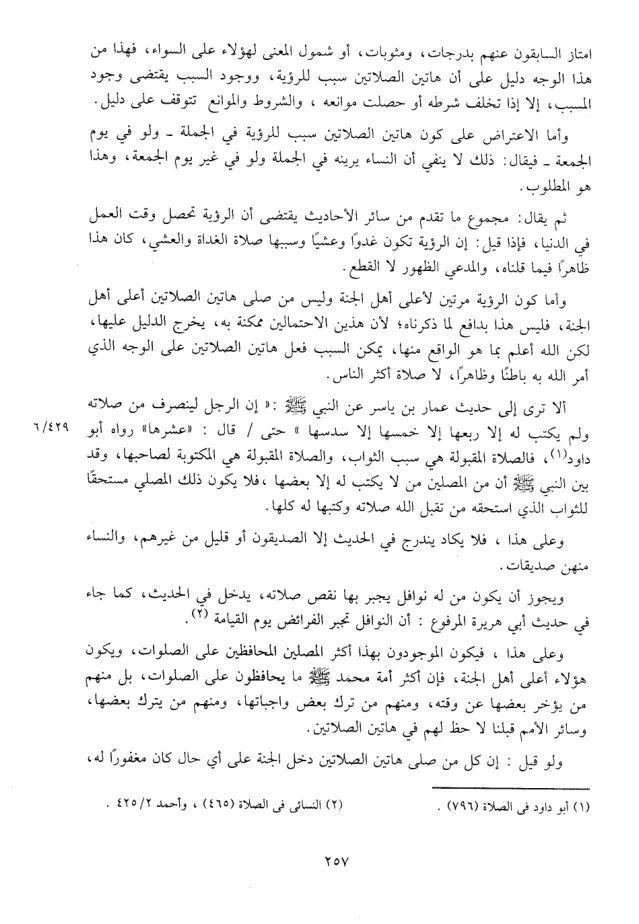 امتاز السابقون عنهم بدرجات، ومثوبات، أو شمول المعنى لهؤلاء على السواء، فهذا من
هذا الوجه دليل على أن هاتين الصلاتين سبب للرؤية، ووجود السبب يقتضى وجود
المسبب، إلا إذا تخلف شرطه أو حصلت موانعه ، والشروط والموانع تتوقف على دليل.
وأما الاعتراض على كون هاتين الصلاتين سبب للرؤية في الجملة ـ ولو في يوم
الجمعة ـ فيقال: ذلك لا ينفي أن النساء يرينه في الجملة ولو في غير يوم الجمعة، وهذا
هو المطلوب.
ثم يقال: مجموع ما تقدم من سائر الأحاديث يقتضى أن الرؤية تحصل وقت العمل
في الدنيا، فإذا قيل: إن الرؤية تكون غدوًا وعشيًا وسببها صلاة الغداة والعشي، كان هذا
ظاهرًا فيما قلناه، والمدعي الظهور لا القطع.
وأما كون الرؤية مرتين لأعلى أهل الجنة وليس من صلى هاتين الصلاتين أعلى أهل
الجنة، فليس هذا بدافع لما ذكرناه؛ لأن هذين الاحتمالين ممكنة به، يخرج الدليل عليها،
لكن الله أعلم بما هو الواقع منها، يمكن السبب فعل هاتين الصلاتين على الوجه الذي
أمر الله به باطنًا وظاهرًا، لا صلاة أكثر الناس.
ألا ترى إلى حديث عمار بن ياسر عن النبي ﷺ :« إن الرجل لينصرف من صلاته
ولم يكتب له إلا ربعها إلا خمسها إلا سدسها » حتى / قال : «عشرها» رواه أبو
٦/٤٢٩
داود(١)، فالصلاة المقبولة هي سبب الثواب، والصلاة المقبولة هي المكتوبة لصاحبها، وقد
بين النبي ﷺ أن من المصلين من لا يكتب له إلا بعضها ،فلا يكون ذلك المصلي مستحقًا
للثواب الذي استحقه من تقبل الله صلاته وكتبها له كلها.
وعلى هذا ، فلا يكاد يندرج في الحديث إلا الصديقون أو قليل من غيرهم، والنساء
منهن صديقات.
ويجوز أن يكون من له نوافل يجبر بها نقص صلاته، يدخل في الحديث، كما جاء
في حديث أبي هريرة المرفوع : أن النوافل تجبر الفرائض يوم القيامة (٢).
وعلى هذا ، فيكون الموجودون بهذا أكثر المصلين المحافظين على الصلوات، ويكون
هؤلاء أعلى أهل الجنة، فإن أكثر أمة محمد ﷺ ما يحافظون على الصلوات، بل منهم
من يؤخر بعضها عن وقته، ومنهم من ترك بعض واجباتها، ومنهم من يترك بعضها،
وسائر الأمم قبلنا لا حظ لهم في هاتين الصلاتين.
ولو قيل : إن كل من صلى هاتين الصلاتين دخل الجنة على أي حال كان مغفورًا له،
(١) أبو داود فى الصلاة (٧٩٦) . (٢) النسائى فى الصلاة (٤٦٥) ، وأحمد ٢/ ٤٢٥ .
٢٥٧